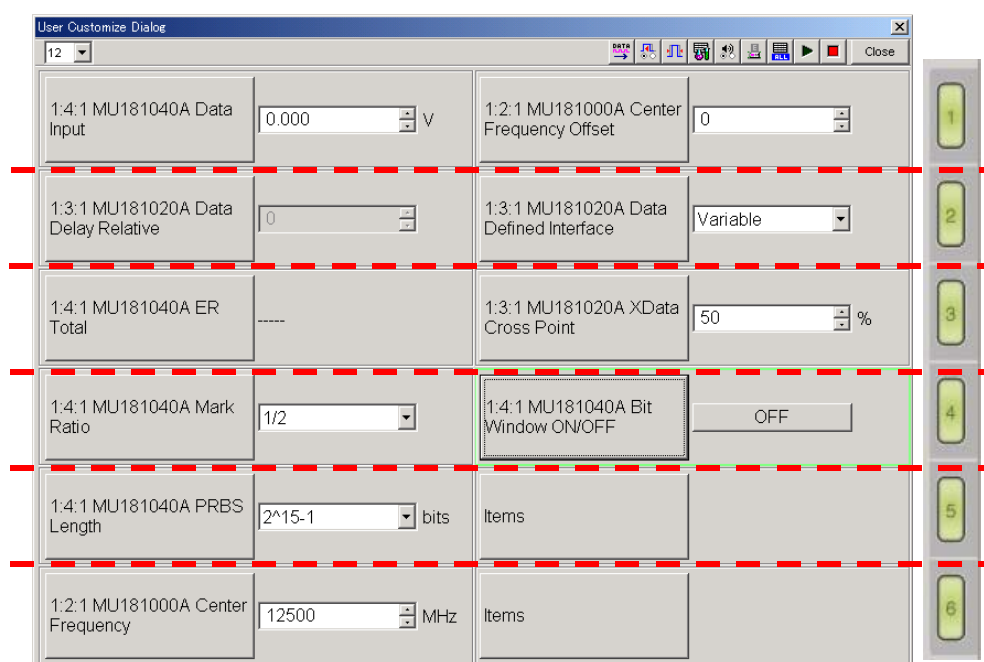 User Customize Dialog
12
DATA
ALL
Close
1:4:1 MU181040A Data
Input
0.000
V
1:2:1 MU181000A Center
Frequency Offset
0
1
1:3:1 MU181020A Data
Delay Relative
0
1:3:1 MU181020A Data
Defined Interface
Variable
2
1:4:1 MU181040A ER
Total
-----
1:3:1 MU181020A XData
Cross Point
50
%
3
1:4:1 MU181040A Mark
Ratio
1/2
1:4:1 MU181040A Bit
Window ON/OFF
OFF
4
1:4:1 MU181040A PRBS
Length
2^15-1
bits
Items
5
1:2:1 MU181000A Center
Frequency
12500
MHz
Items
6